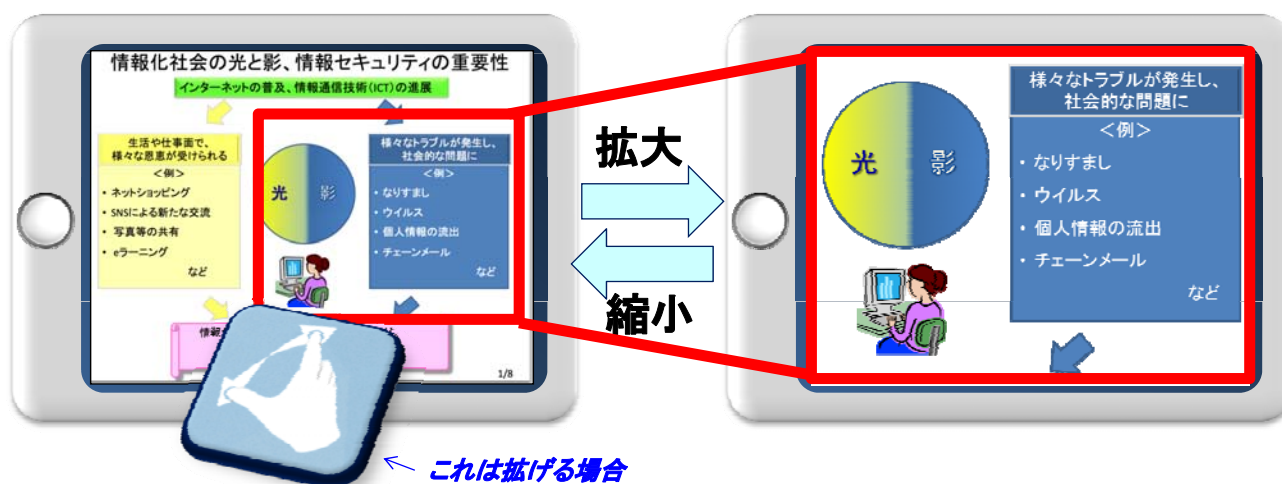 情報化社会の光と影、情報セキュリティの重要性
インターネットの普及、情報通信技術(ICT)の進展
生活や仕事面で、
様々な恩恵が受けられる
<例>
・ ネットショッピング
・ SNSによる新たな交流
・ 写真等の共有
・ eラーニング
など
光
影
様々なトラブルが発生し、
社会的な問題に
<例>
・ なりすまし
・ ウイルス
・ 個人情報の流出
・ チェーンメール
など
1/8
これは拡げる場合
拡大
縮小
光
影
様々なトラブルが発生し、
社会的な問題に
<例>
・ なりすまし
・ ウイルス
・ 個人情報の流出
・ チェーンメール
など